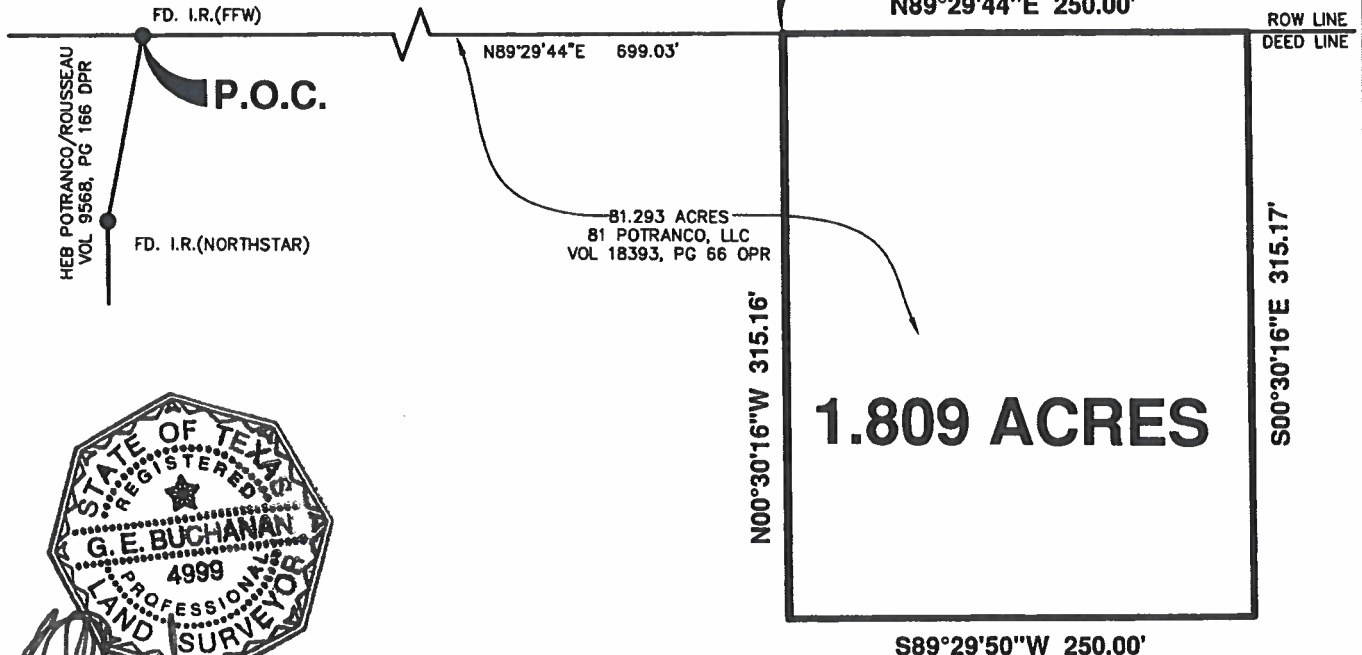 N89°29'44"E 250.00'
FD. I.R.(FFW)
ROW LINE
DEED LINE
N89°29'44"E 699.03'
P.O.C.
HEB POTRANCO/ROUSSEAU
VOL 9568, PG 166 DPR
FD. I.R.(NORTHSTAR)
81.293 ACRES
81 POTRANCO, LLC
VOL 18393, PG 66 OPR
N00°30'16"W 315.16'
S00°30'16"E 315.17'
1.809 ACRES
STATE OF TEXAS
REGISTERED
G. E. BUCHANAN
4999
PROFESSIONAL
LAND SURVEYOR
S89°29'50"W 250.00'